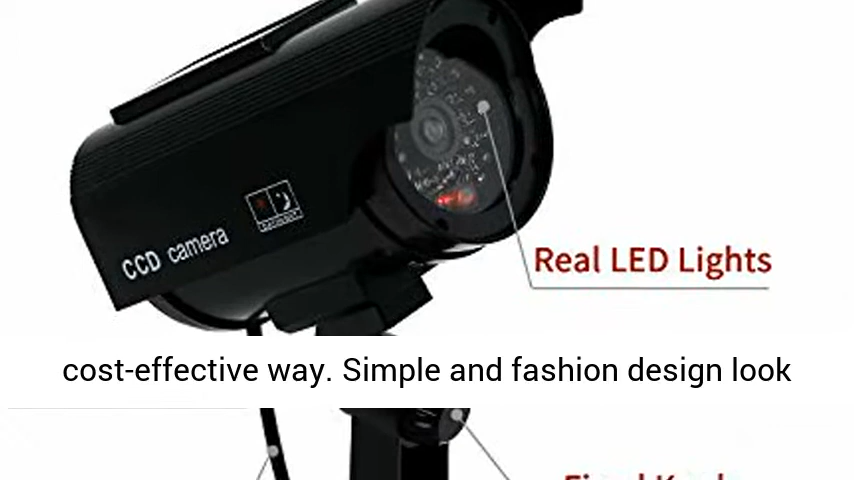 CCD camera
Real LED Lights
cost-effective way. Simple and fashion design look